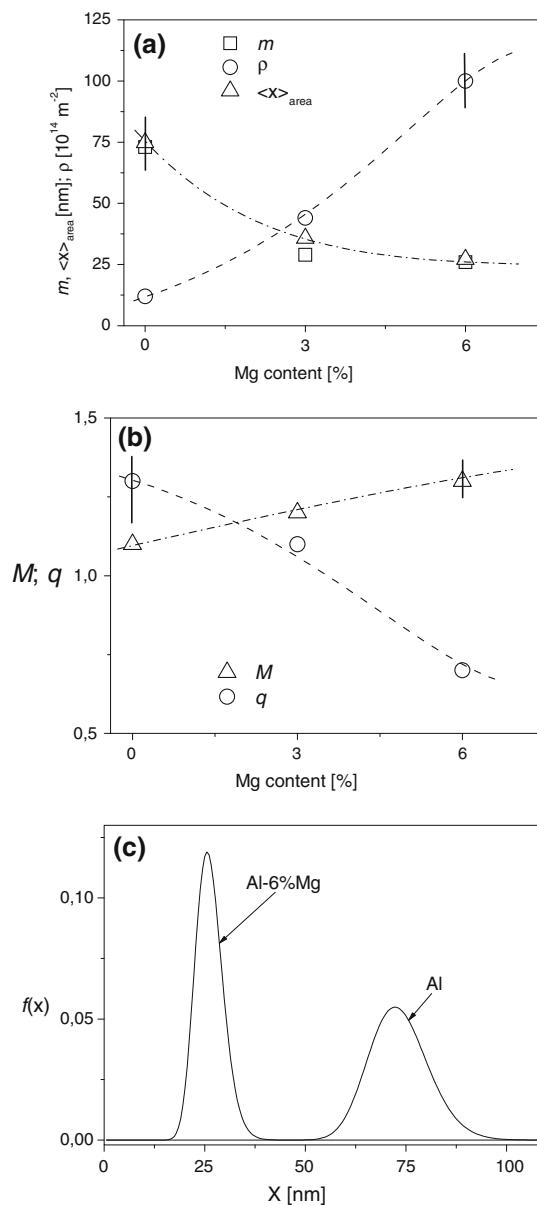 (a)
m
ρ
<x>area
m, <x>area [nm]; ρ [10¹⁴ m⁻²]
125
100
75
50
25
0
0 3 6
Mg content [%]
(b)
M; q
1,5
1,0
0,5
M
q
0 3 6
Mg content [%]
(c)
Al-6%Mg
Al
f(x)
0,10
0,05
0,00
0 25 50 75 100
X [nm]